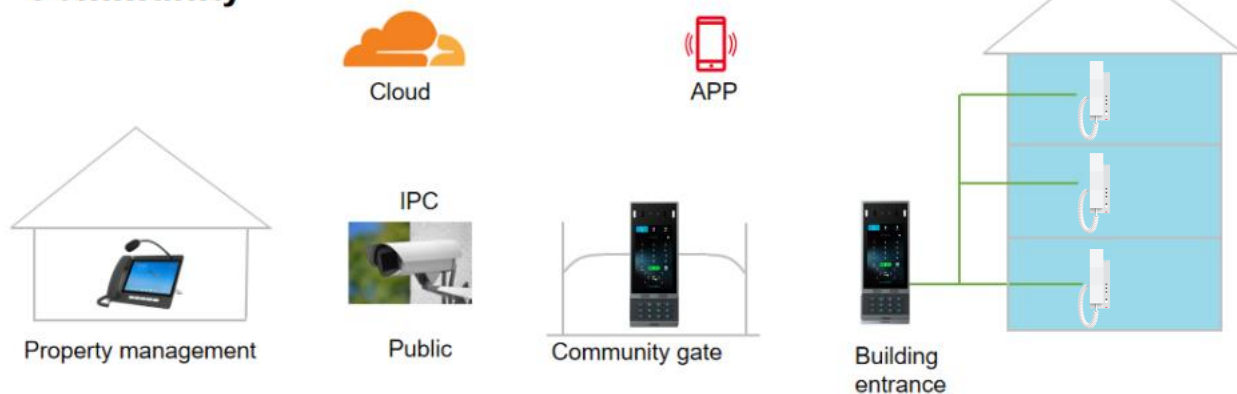 Cloud
APP
IPC
Property management
Public
Community gate
Building
entrance